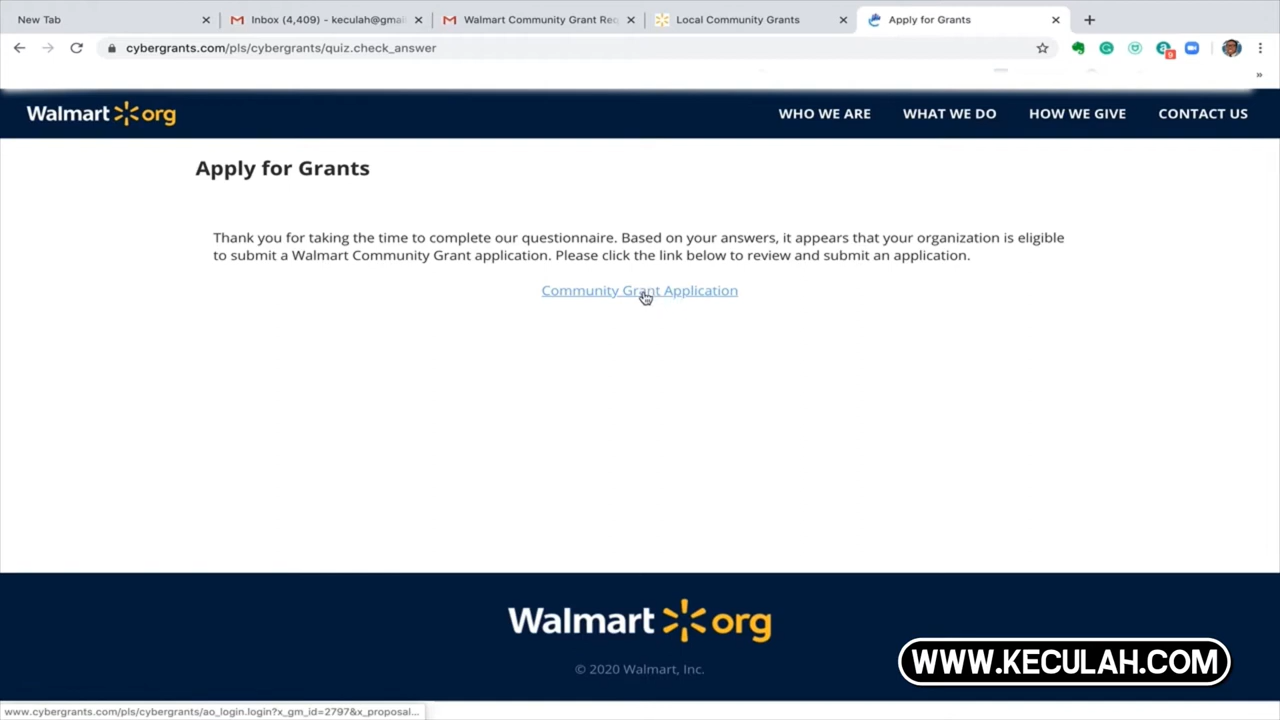 New Tab
Inbox (4,409) - keculah@gmai
Walmart Community Grant Req
Local Community Grants
Apply for Grants
cybergrants.com/pls/cybergrants/quiz.check_answer
9
»
Walmart org
WHO WE ARE
WHAT WE DO
HOW WE GIVE
CONTACT US
Apply for Grants
Thank you for taking the time to complete our questionnaire. Based on your answers, it appears that your organization is eligible
to submit a Walmart Community Grant application. Please click the link below to review and submit an application.
Community Grant Application
Walmart org
© 2020 Walmart, Inc.
WWW.KECULAH.COM
www.cybergrants.com/pls/cybergrants/ao_login.login?x_gm_id=2797&x_proposal...